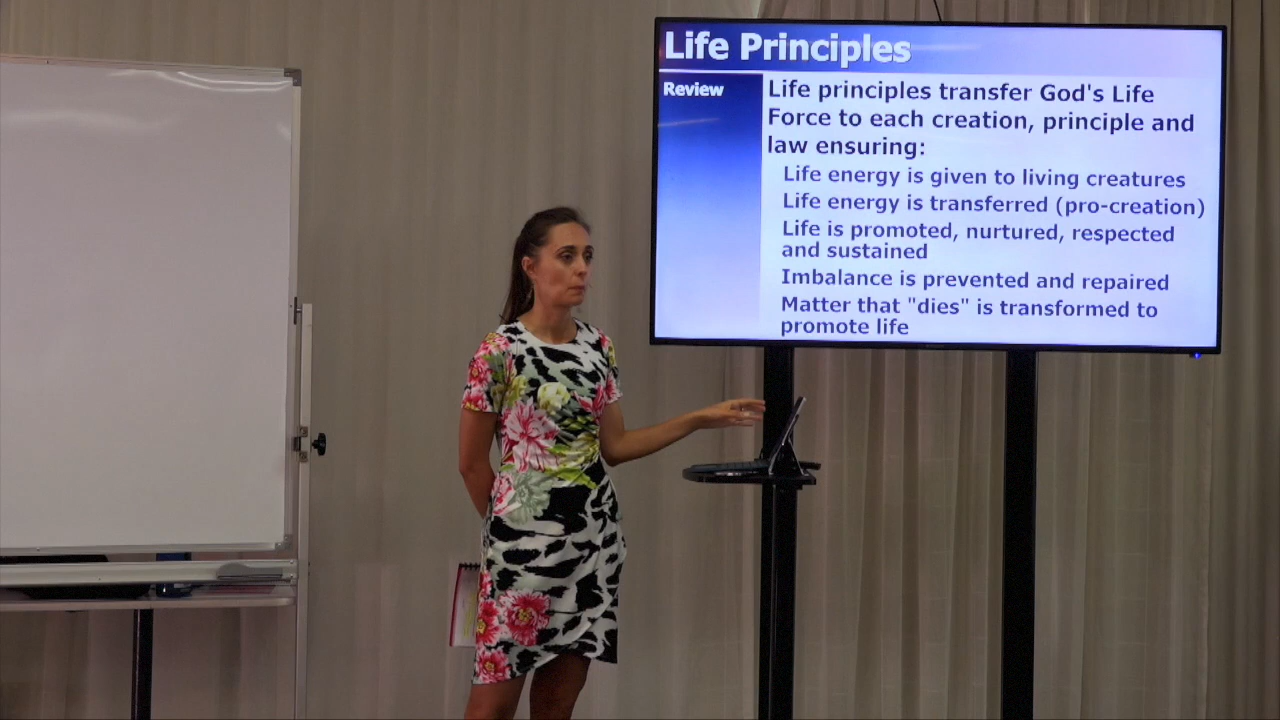 Life Principles
Review
Life principles transfer God's Life
Force to each creation, principle and
law ensuring:
Life energy is given to living creatures
Life energy is transferred (pro-creation)
Life is promoted, nurtured, respected
and sustained
Imbalance is prevented and repaired
Matter that "dies" is transformed to
promote life